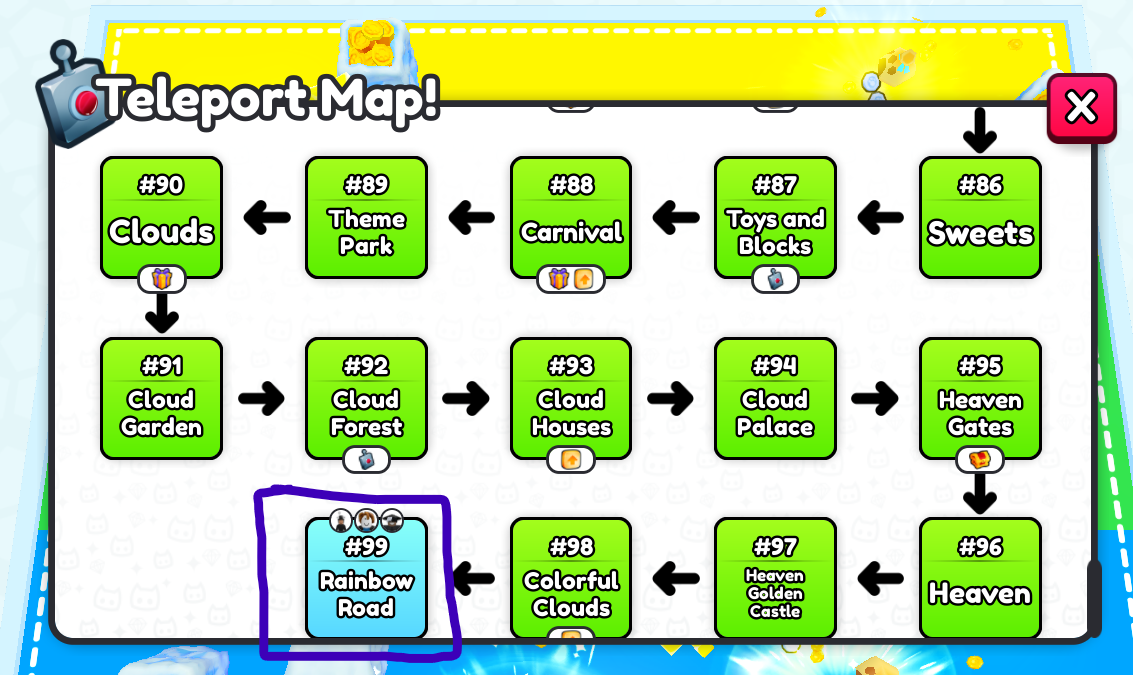 Teleport Map!
#90
Clouds
#89
Theme
Park
#88
Carnival
#87
Toys and
Blocks
#86
Sweets
#91
Cloud
Garden
#92
Cloud
Forest
#93
Cloud
Houses
#94
Cloud
Palace
#95
Heaven
Gates
#99
Rainbow
Road
#98
Colorful
Clouds
#97
Heaven
Golden
Castle
#96
Heaven